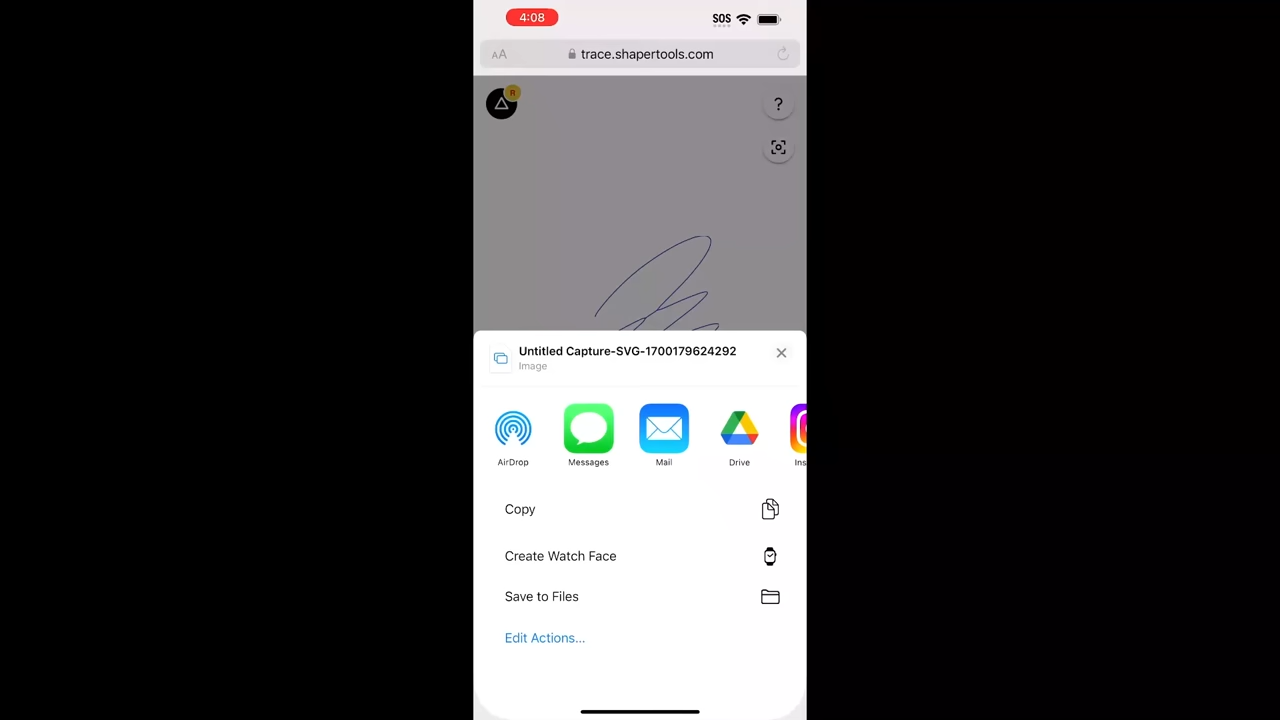 4:08
SOS
AA
trace.shapertools.com
R
?
Untitled Capture-SVG-1700179624292
Image
AirDrop
Messages
Mail
Drive
Ins
Copy
Create Watch Face
Save to Files
Edit Actions...